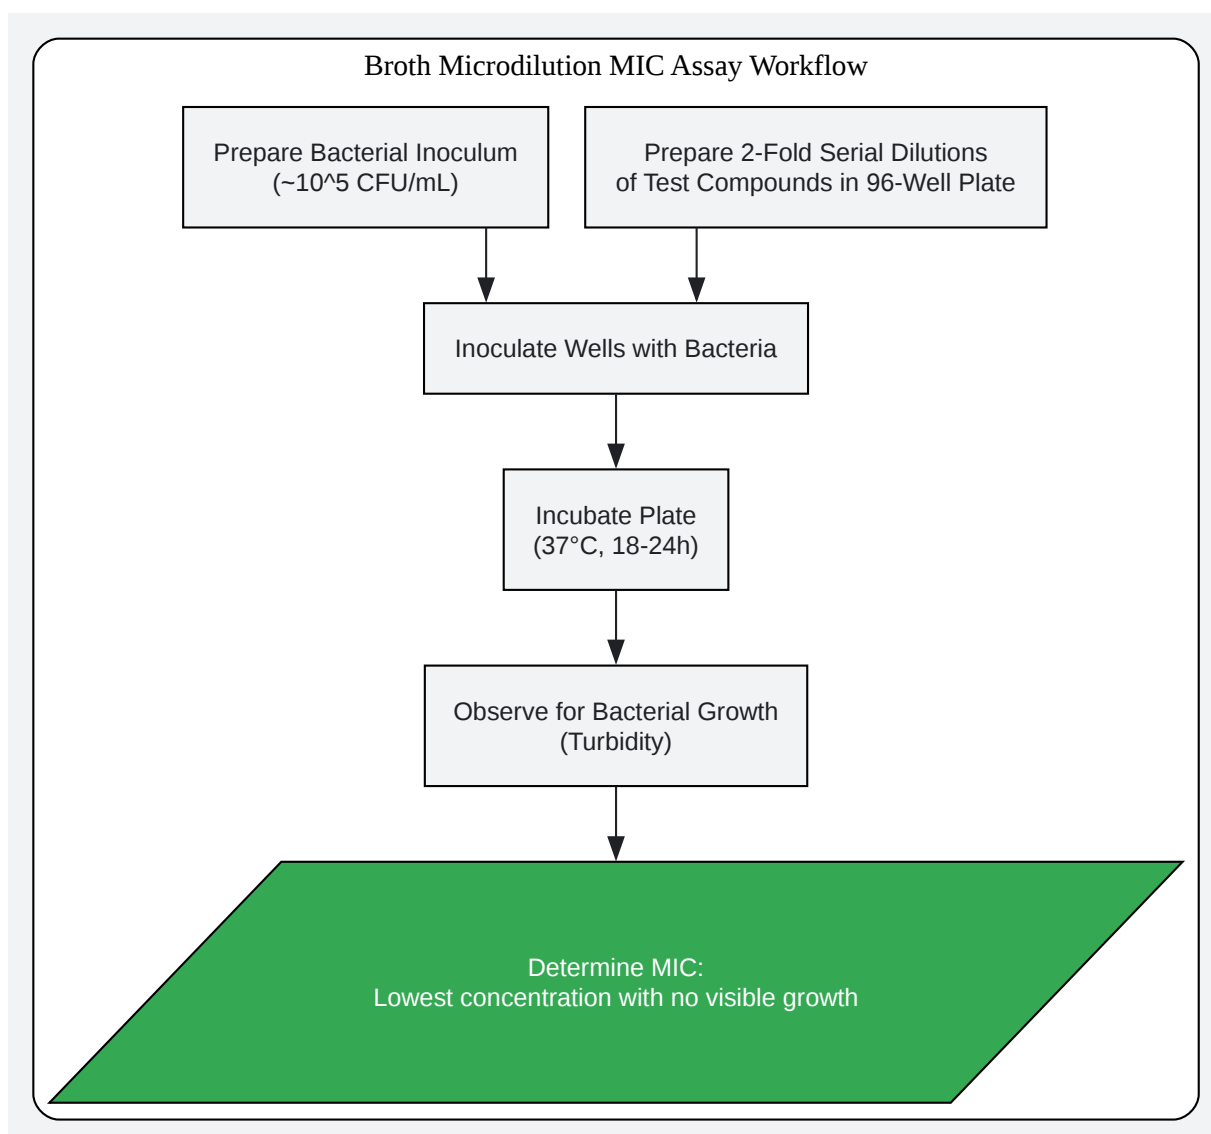 Broth Microdilution MIC Assay Workflow
Prepare Bacterial Inoculum
(~10^5 CFU/mL)
Prepare 2-Fold Serial Dilutions
of Test Compounds in 96-Well Plate
Inoculate Wells with Bacteria
Incubate Plate
(37°C, 18-24h)
Observe for Bacterial Growth
(Turbidity)
Determine MIC:
Lowest concentration with no visible growth